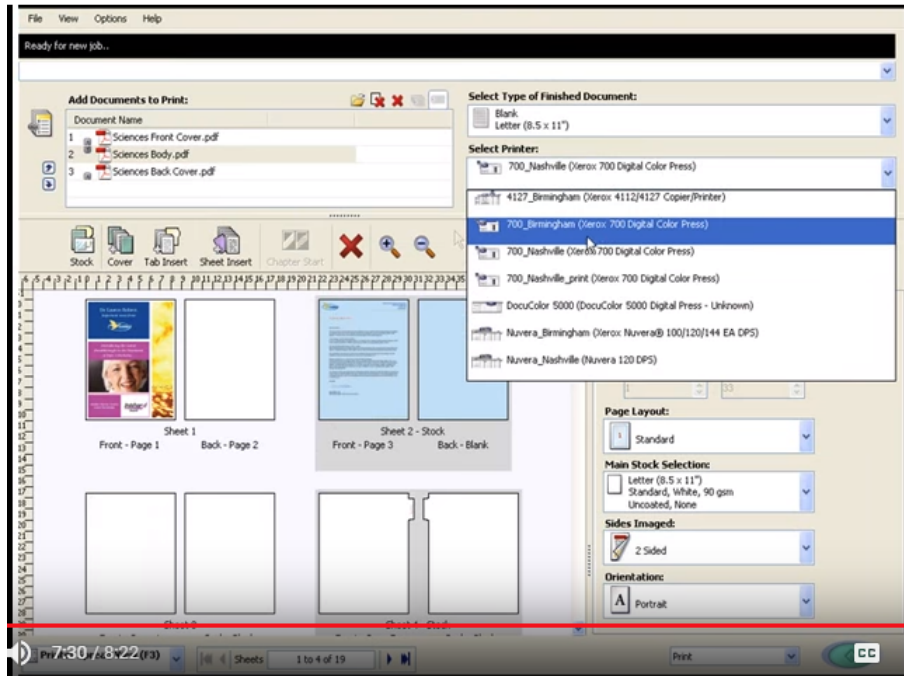 File View Options Help
Ready for new job..
Add Documents to Print:
Document Name
1 Sciences Front Cover.pdf
2 Sciences Body.pdf
3 Sciences Back Cover.pdf
Select Type of Finished Document:
Blank
Letter (8.5 x 11")
Select Printer:
700_Nashville (Xerox 700 Digital Color Press)
4127_Birmingham (Xerox 4112/4127 Copier/Printer)
700_Birmingham (Xerox 700 Digital Color Press)
700_Nashville (Xerox 700 Digital Color Press)
700_Nashville_print (Xerox 700 Digital Color Press)
DocuColor 5000 (DocuColor 5000 Digital Press - Unknown)
Nuvera_Birmingham (Xerox Nuvera® 100/120/144 EA DPS)
Nuvera_Nashville (Nuvera 120 DPS)
Stock Cover Tab Insert Sheet Insert Chapter Start
Sheet 1
Front - Page 1 Back - Page 2
Sheet 2 - Stock
Front - Page 3 Back - Blank
1 33
Page Layout:
Standard
Main Stock Selection:
Letter (8.5 x 11")
Standard, White, 90 gsm
Uncoated, None
Sides Imaged:
2 Sided
Orientation:
A Portrait
7:30 / 8:22
(F3)
Sheets 1 to 4 of 19
Print
CC